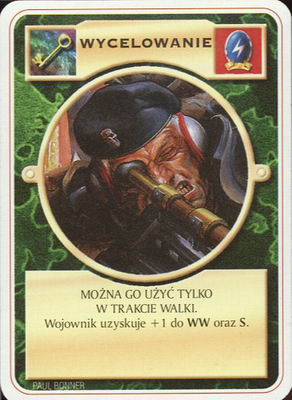 WYCELOWANIE
MOŻNA GO UŻYĆ TYLKO
W TRAKCIE WALKI.
Wojownik uzyskuje +1 do WW oraz S.
PAUL BONNER